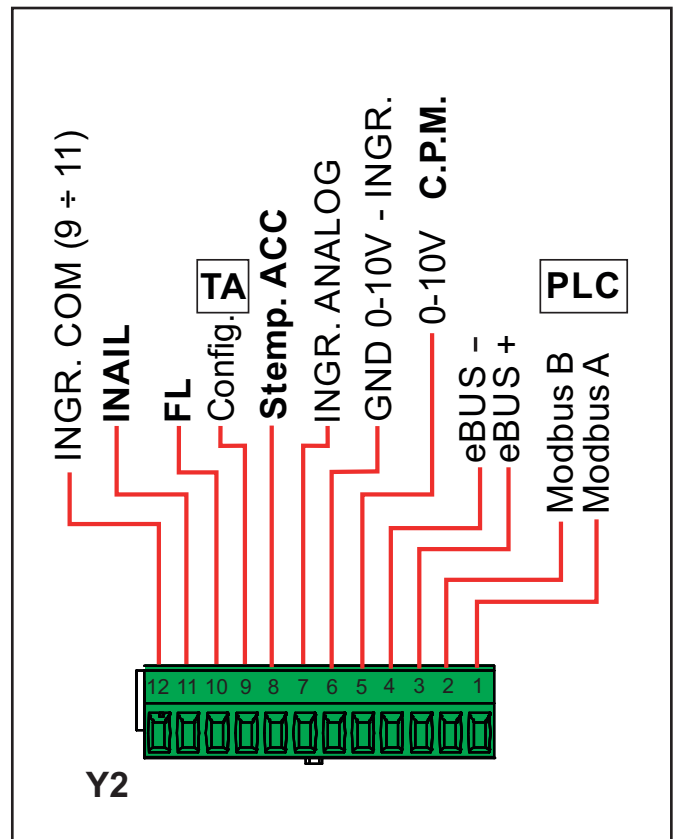 INGR. COM (9 ÷ 11)
INAIL
FL
TA
Config.
Stemp. ACC
INGR. ANALOG
GND 0-10V - INGR.
0-10V C.P.M.
eBUS -
eBUS +
PLC
Modbus B
Modbus A
12 11 10 9 8 7 6 5 4 3 2 1
Y2